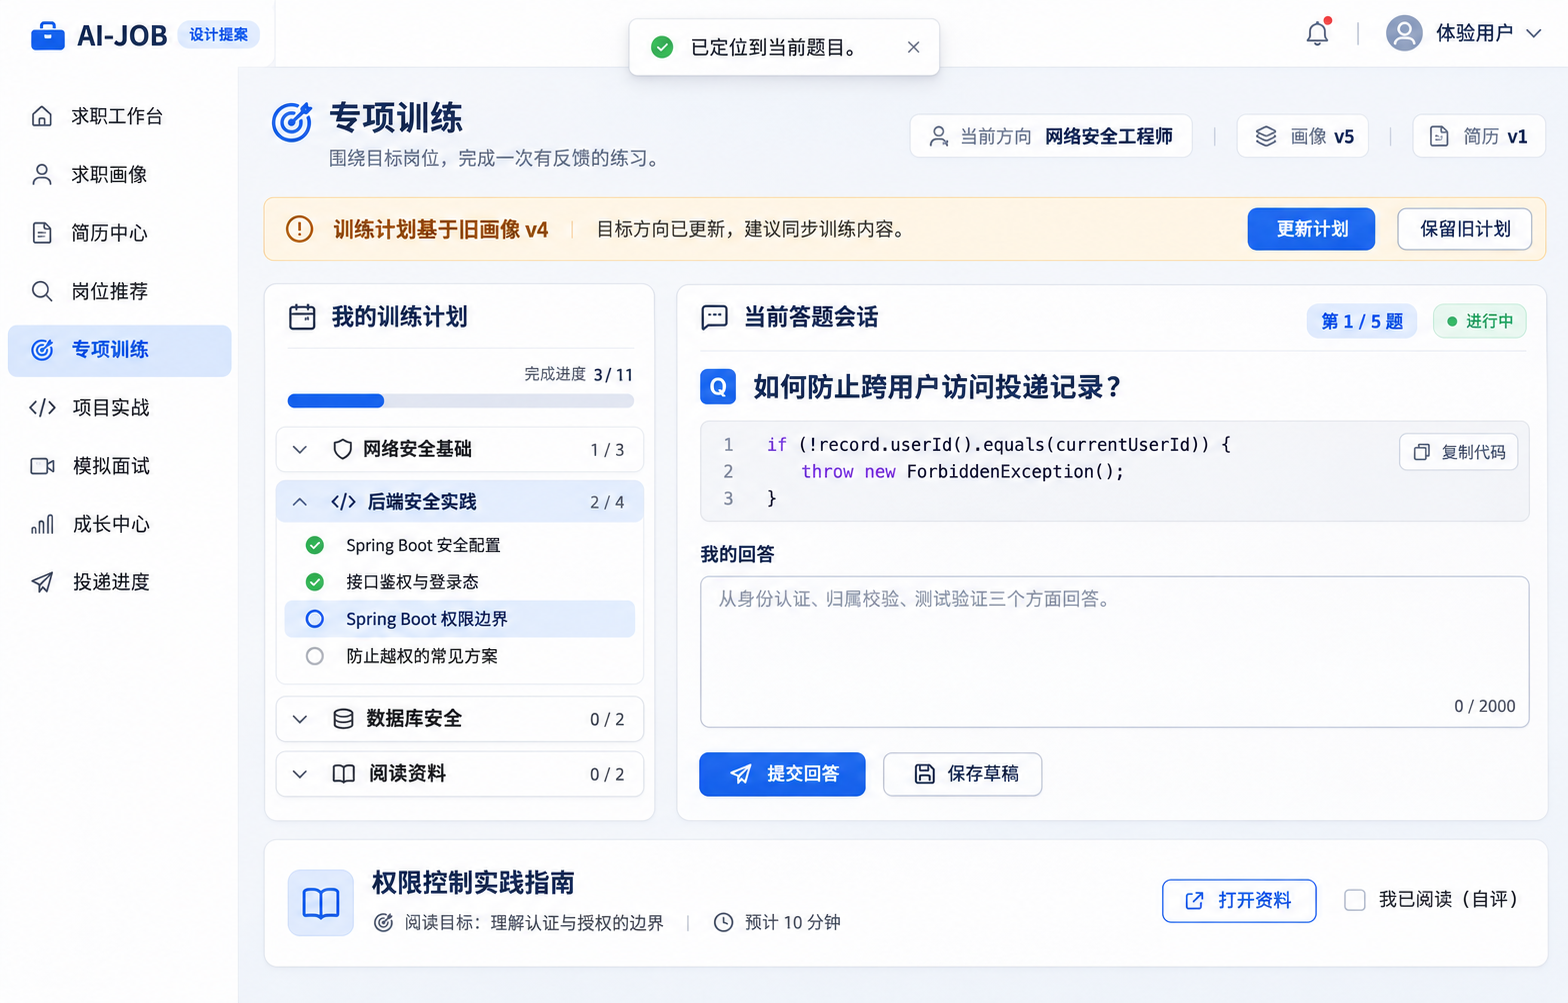 AI-JOB 设计提案
已定位到当前题目。
体验用户
求职工作台
求职画像
简历中心
岗位推荐
专项训练
项目实战
模拟面试
成长中心
投递进度
专项训练
围绕目标岗位，完成一次有反馈的练习。
当前方向 网络安全工程师
画像 v5
简历 v1
训练计划基于旧画像 v4
目标方向已更新，建议同步训练内容。
更新计划
保留旧计划
我的训练计划
完成进度 3 / 11
网络安全基础 1 / 3
后端安全实践 2 / 4
Spring Boot 安全配置
接口鉴权与登录态
Spring Boot 权限边界
防止越权的常见方案
数据库安全 0 / 2
阅读资料 0 / 2
当前答题会话
第 1 / 5 题
进行中
Q 如何防止跨用户访问投递记录？
1 if (!record.userId().equals(currentUserId)) {
2 throw new ForbiddenException();
3 }
复制代码
我的回答
从身份认证、归属校验、测试验证三个方面回答。
0 / 2000
提交回答
保存草稿
权限控制实践指南
阅读目标：理解认证与授权的边界
预计 10 分钟
打开资料
我已阅读（自评）